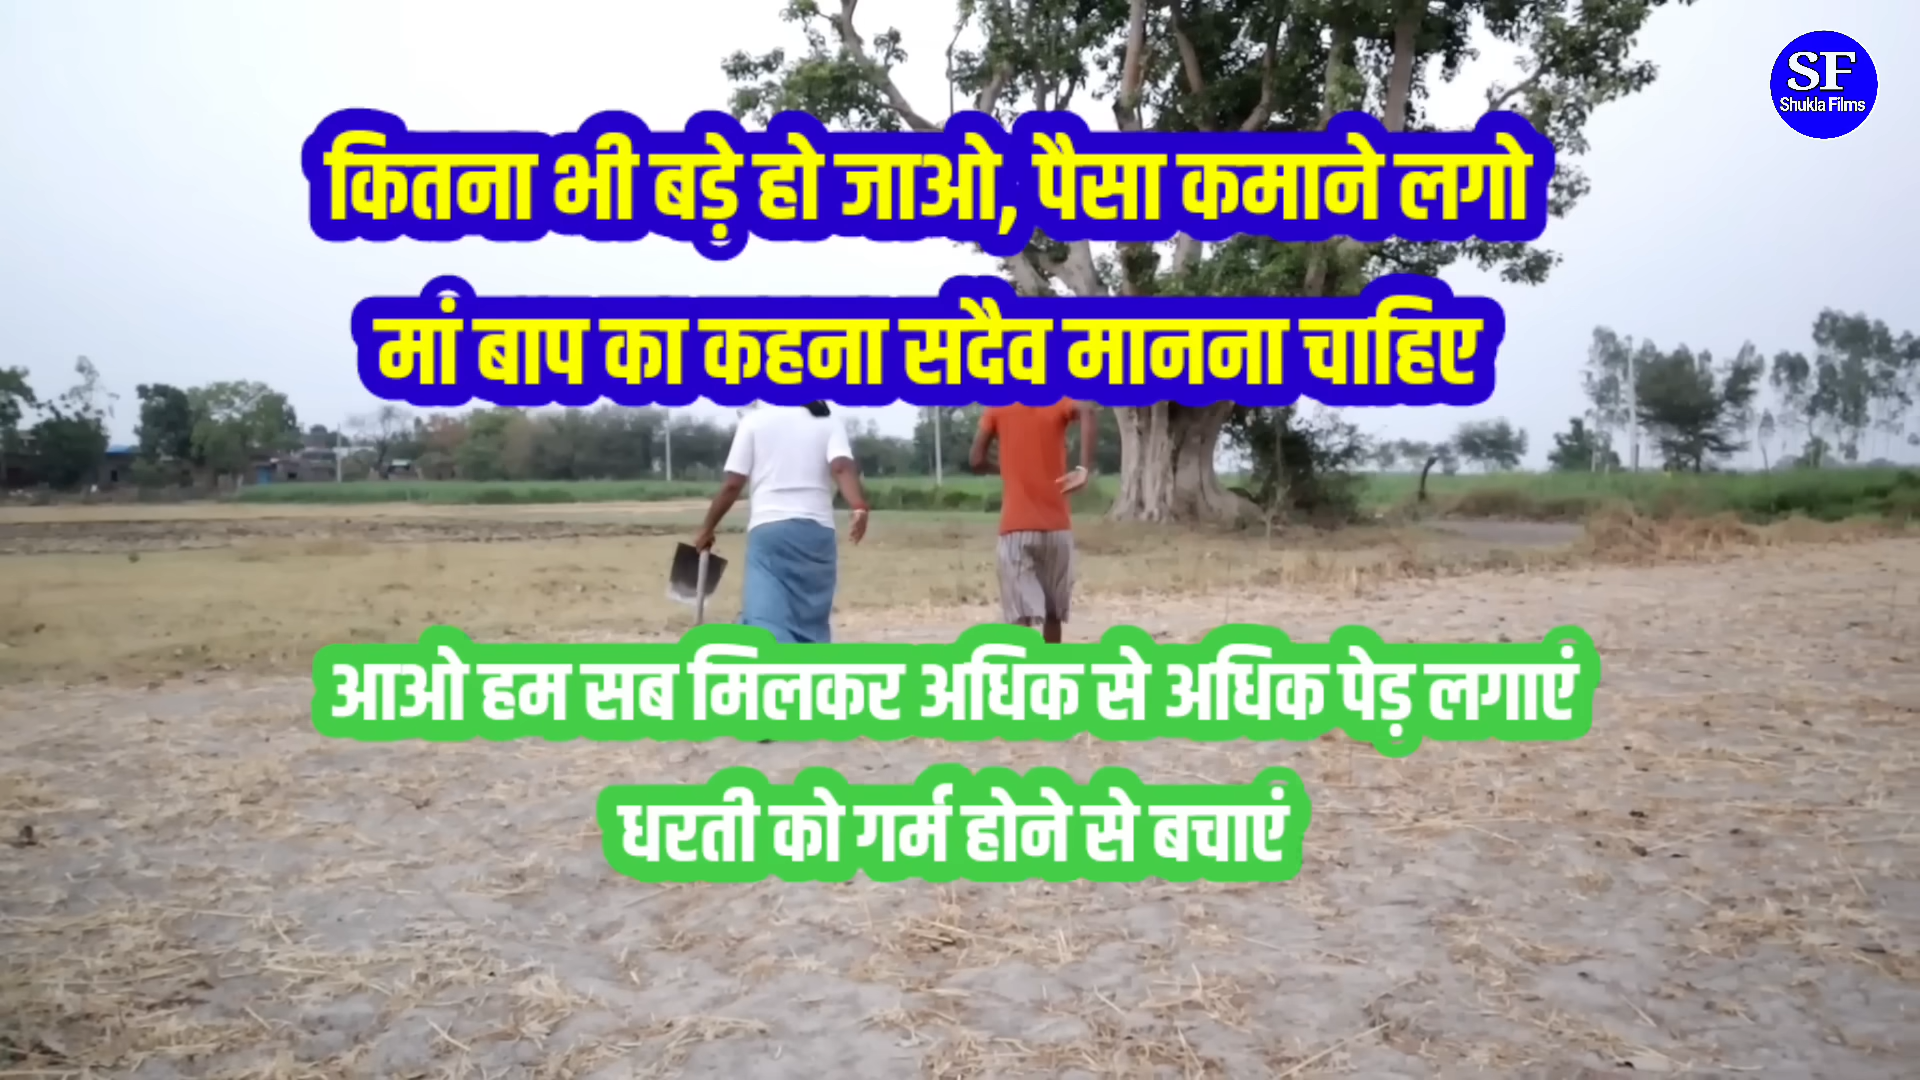 SF
Shukla Films
कितना भी बड़े हो जाओ, पैसा कमाने लगो
मां बाप का कहना सदैव मानना चाहिए
आओ हम सब मिलकर अधिक से अधिक पेड़ लगाएं
धरती को गर्म होने से बचाएं